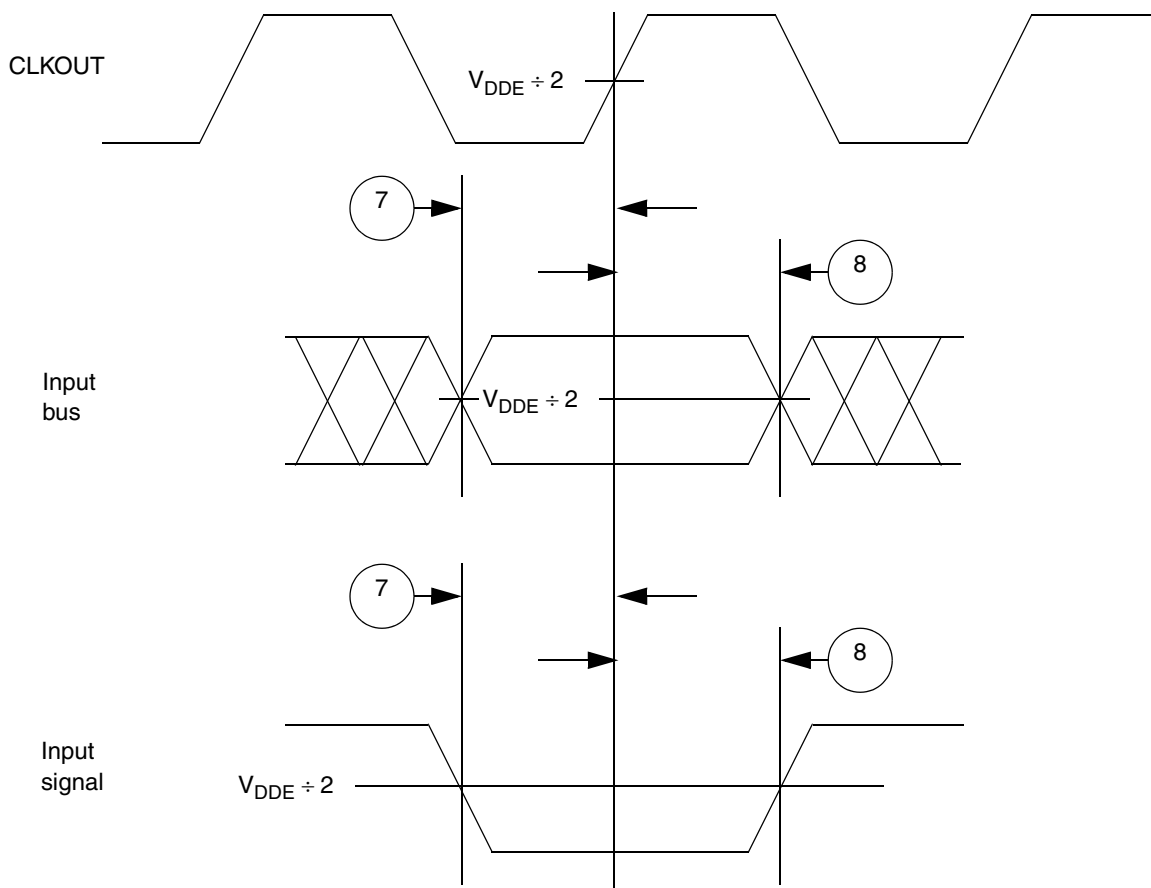 CLKOUT
VDDE ÷ 2
7
8
Input
bus
VDDE ÷ 2
7
8
Input
signal
VDDE ÷ 2